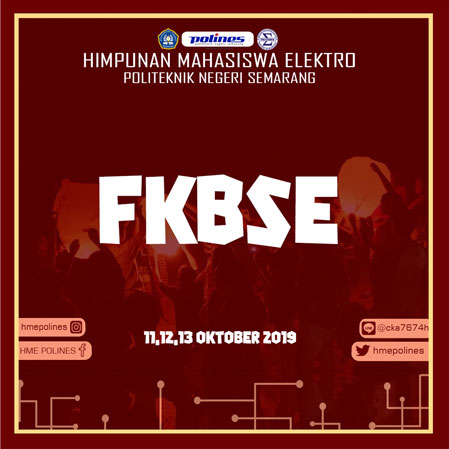 polines
HIMPUNAN MAHASISWA ELEKTRO
POLITEKNIK NEGERI SEMARANG
FKBSE
11,12,13 OKTOBER 2019
hmepolines
HME POLINES
@cka7674h
hmepolines